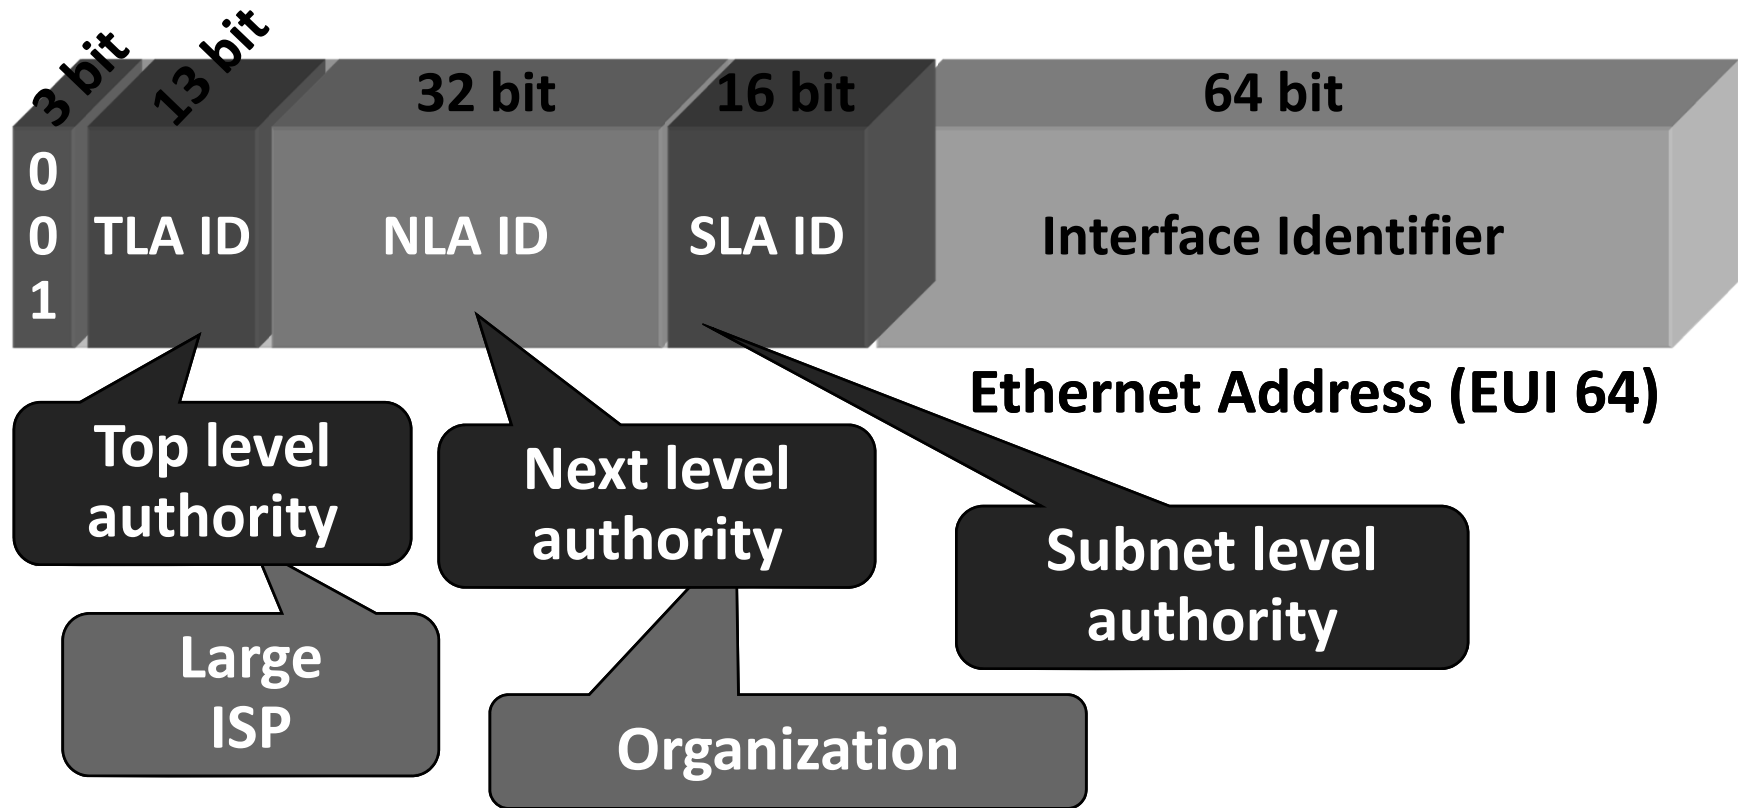 3 bit
13 bit
32 bit
16 bit
64 bit
0
0
1
TLA ID
NLA ID
SLA ID
Interface Identifier
Ethernet Address (EUI 64)
Top level
authority
Next level
authority
Subnet level
authority
Large
ISP
Organization